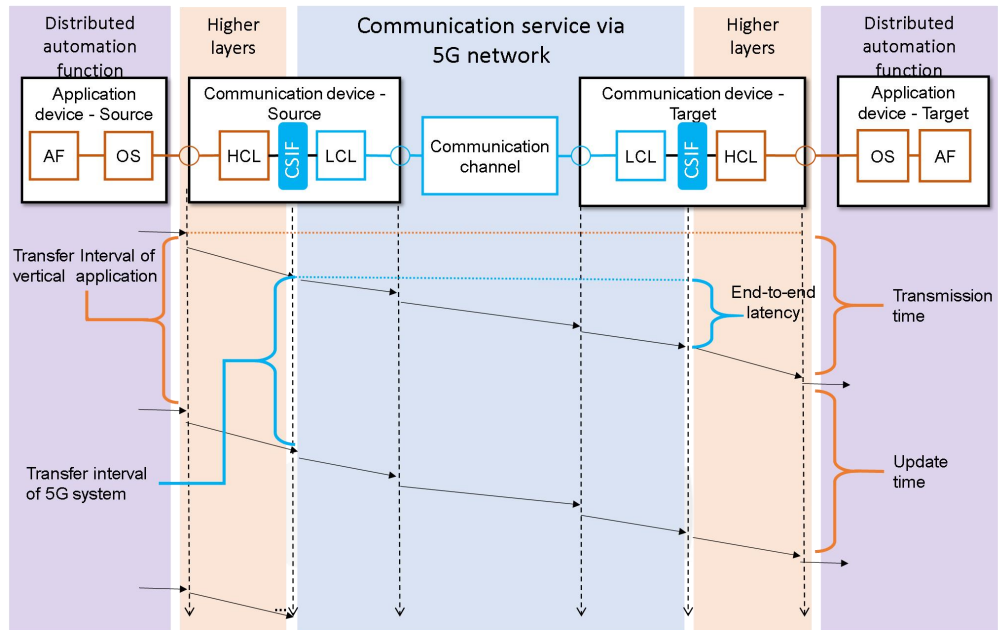 Distributed
automation
function
Higher
layers
Communication service via
5G network
Higher
layers
Distributed
automation
function
Application
device - Source
AF
OS
Communication device -
Source
HCL
CSIF
LCL
Communication
channel
Communication device -
Target
LCL
CSIF
HCL
Application
device - Target
OS
AF
Transfer Interval of
vertical application
End-to-end
latency
Transmission
time
Transfer interval
of 5G system
Update
time
...